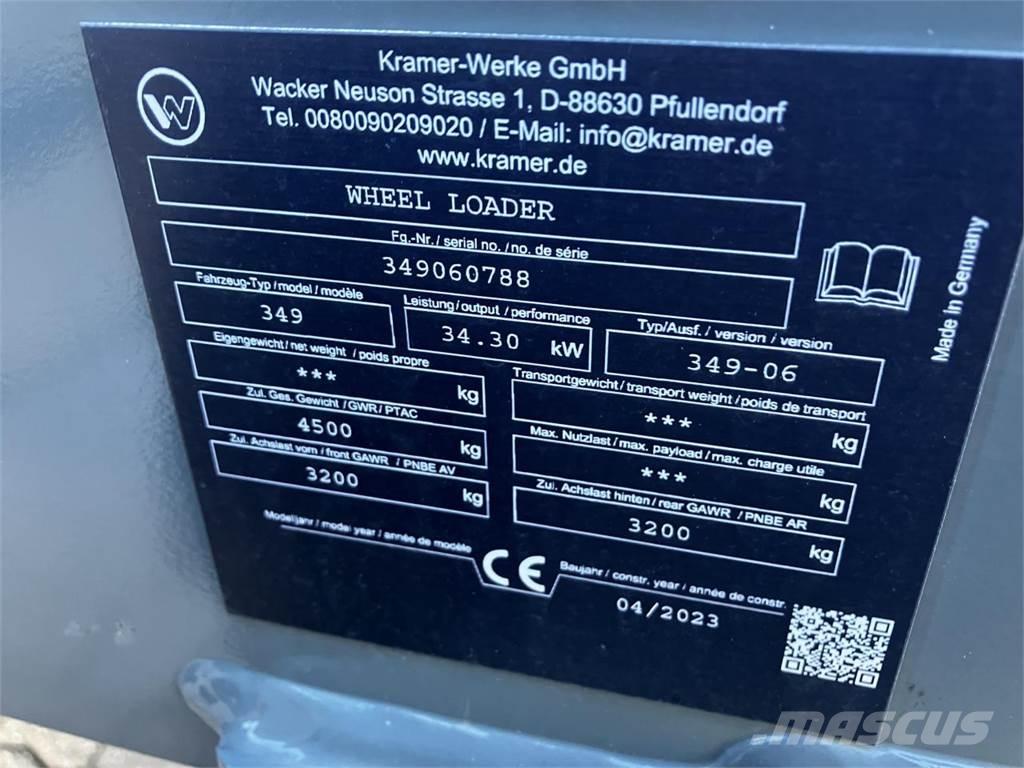 Kramer-Werke GmbH
Wacker Neuson Strasse 1, D-88630 Pfullendorf
Tel. 0080090209020 / E-Mail: info@kramer.de
www.kramer.de
W
WHEEL LOADER
Fg.-Nr. / serial no. / no. de série
349060788
Fahrzeug-Typ / model / modèle
349
Leistung / output / performance
34.30 kW
Typ/Ausf. / version / version
349-06
Eigengewicht / net weight / poids propre
*** kg
Transportgewicht / transport weight / poids de transport
*** kg
Zul. Ges. Gewicht / GWR / PTAC
4500 kg
Max. Nutzlast / max. payload / max. charge utile
*** kg
Zul. Achslast vorn / front GAWR / PNBE AV
3200 kg
Zul. Achslast hinten / rear GAWR / PNBE AR
3200 kg
Modelljahr / model year / année de modèle
CE
Baujahr / constr. year / année de constr.
04/2023
Made in Germany
MASCUS